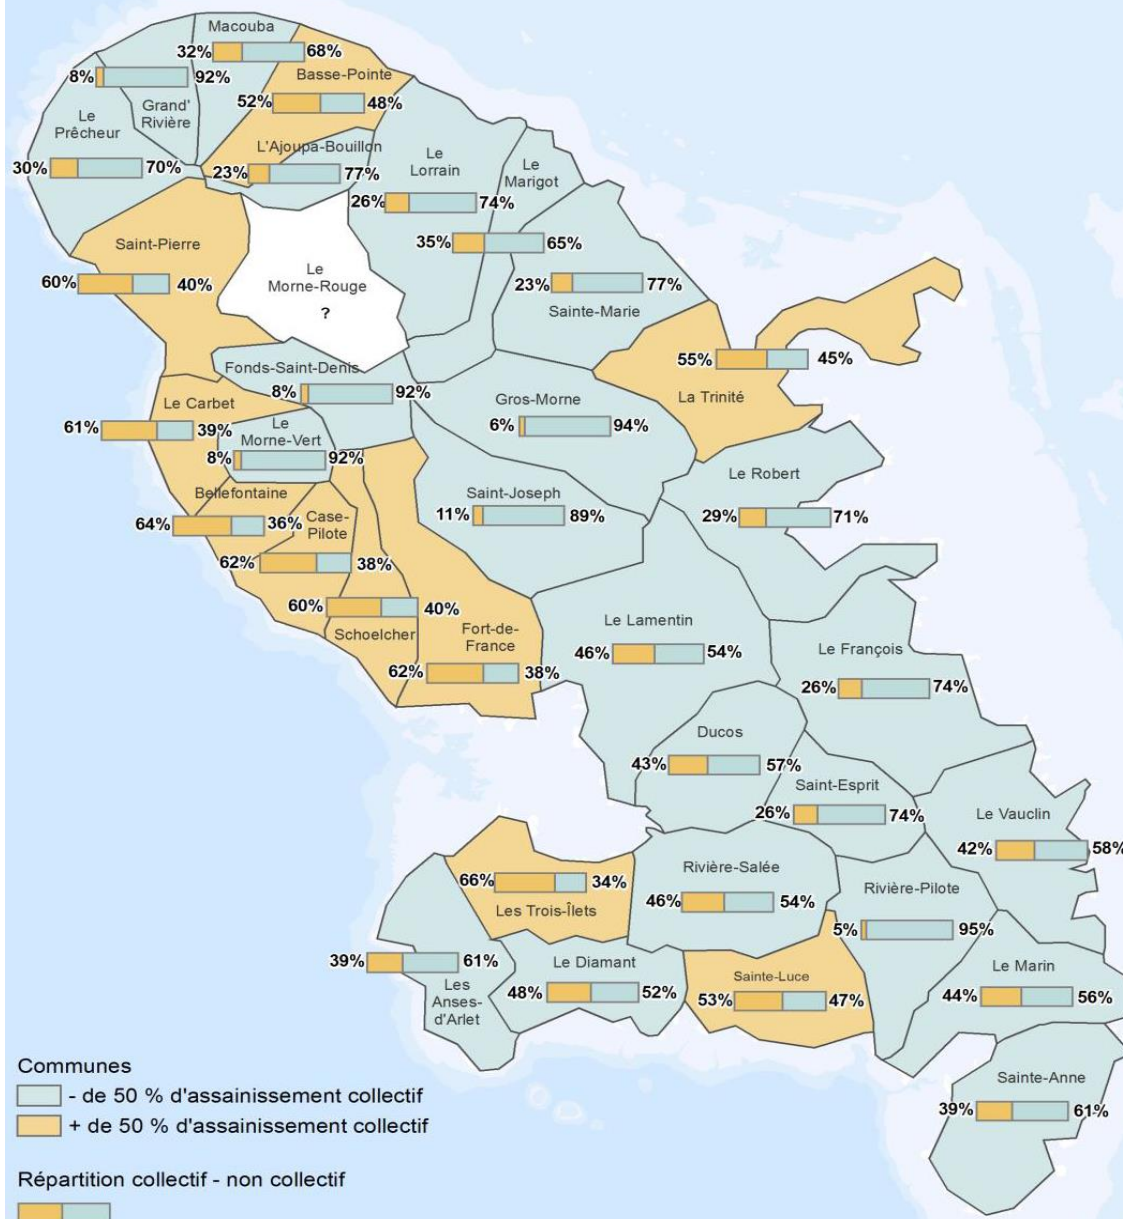 Macouba
32% 68%
8% 92%
Grand'
Rivière
Basse-Pointe
52% 48%
Le
Prêcheur
30% 70%
L'Ajoupa-Bouillon
23% 77%
Le
Lorrain
26% 74%
Le
Marigot
35% 65%
Saint-Pierre
60% 40%
Le
Morne-Rouge
?
23% 77%
Sainte-Marie
55% 45%
La Trinité
Fonds-Saint-Denis
8% 92%
Gros-Morne
6% 94%
Le Carbet
61% 39%
Le
Morne-Vert
8% 92%
Le Robert
29% 71%
Bellefontaine
64% 36%
Case-
Pilote
62% 38%
Saint-Joseph
11% 89%
60% 40%
Schoelcher
Fort-de-
France
62% 38%
Le Lamentin
46% 54%
Le François
26% 74%
Ducos
43% 57%
Saint-Esprit
26% 74%
Le Vauclin
42% 58%
66% 34%
Les Trois-Îlets
Rivière-Salée
46% 54%
Rivière-Pilote
5% 95%
39% 61%
Les
Anses-
d'Arlet
Le Diamant
48% 52%
Sainte-Luce
53% 47%
Le Marin
44% 56%
Sainte-Anne
39% 61%
Communes
- de 50 % d'assainissement collectif
+ de 50 % d'assainissement collectif
Répartition collectif - non collectif